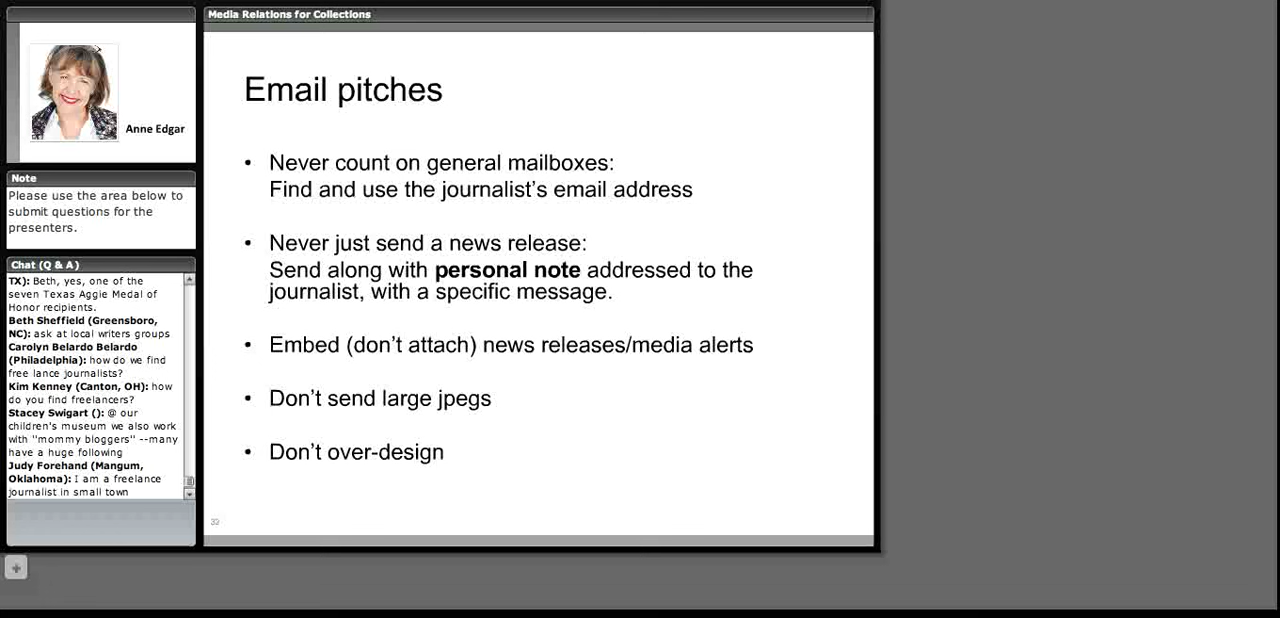 Media Relations for Collections
Anne Edgar
Note
Please use the area below to
submit questions for the
presenters.
Chat (Q & A)
TX): Beth, yes, one of the
seven Texas Aggie Medal of
Honor recipients.
Beth Sheffield (Greensboro,
NC): ask at local writers groups
Carolyn Belardo Belardo
(Philadelphia): how do we find
free lance journalists?
Kim Kenney (Canton, OH): how
do you find freelancers?
Stacey Swigart (): @ our
children's museum we also work
with "mommy bloggers" --many
have a huge following
Judy Forehand (Mangum,
Oklahoma): I am a freelance
journalist in small town
Email pitches
• Never count on general mailboxes:
Find and use the journalist’s email address
• Never just send a news release:
Send along with personal note addressed to the
journalist, with a specific message.
• Embed (don’t attach) news releases/media alerts
• Don’t send large jpegs
• Don’t over-design